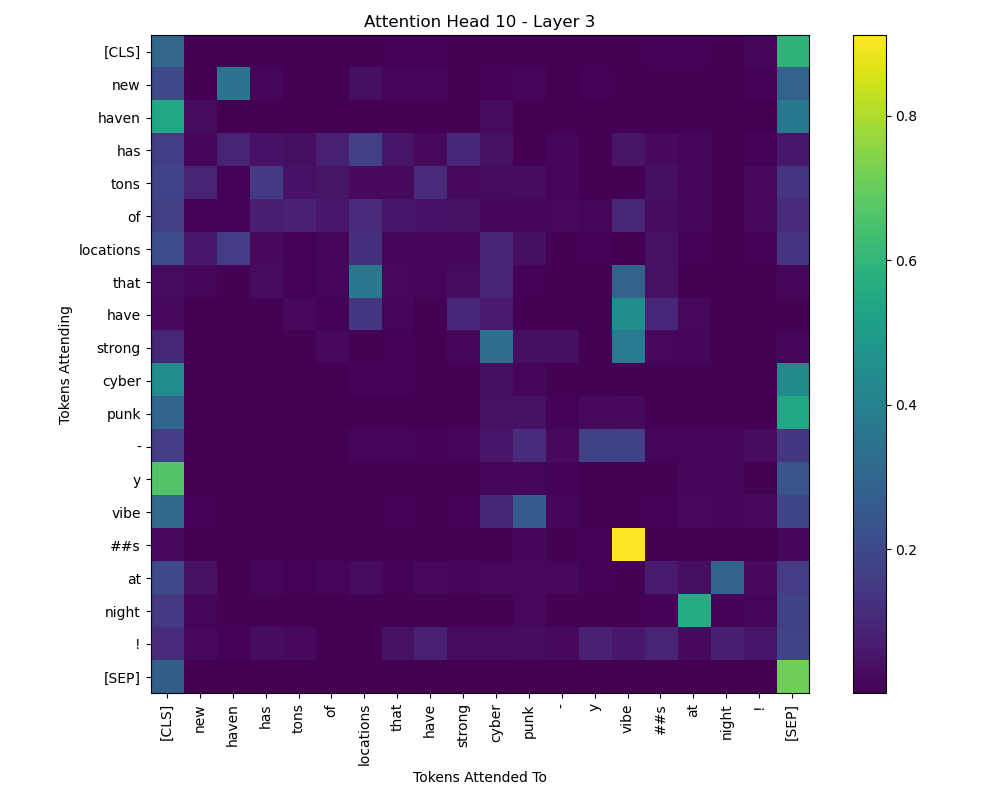 Attention Head 10 - Layer 3
[CLS]
new
haven
has
tons
of
locations
that
have
strong
cyber
punk
-
y
vibe
##s
at
night
!
[SEP]
Tokens Attending
[CLS]
new
haven
has
tons
of
locations
that
have
strong
cyber
punk
-
y
vibe
##s
at
night
!
[SEP]
Tokens Attended To
0.8
0.6
0.4
0.2